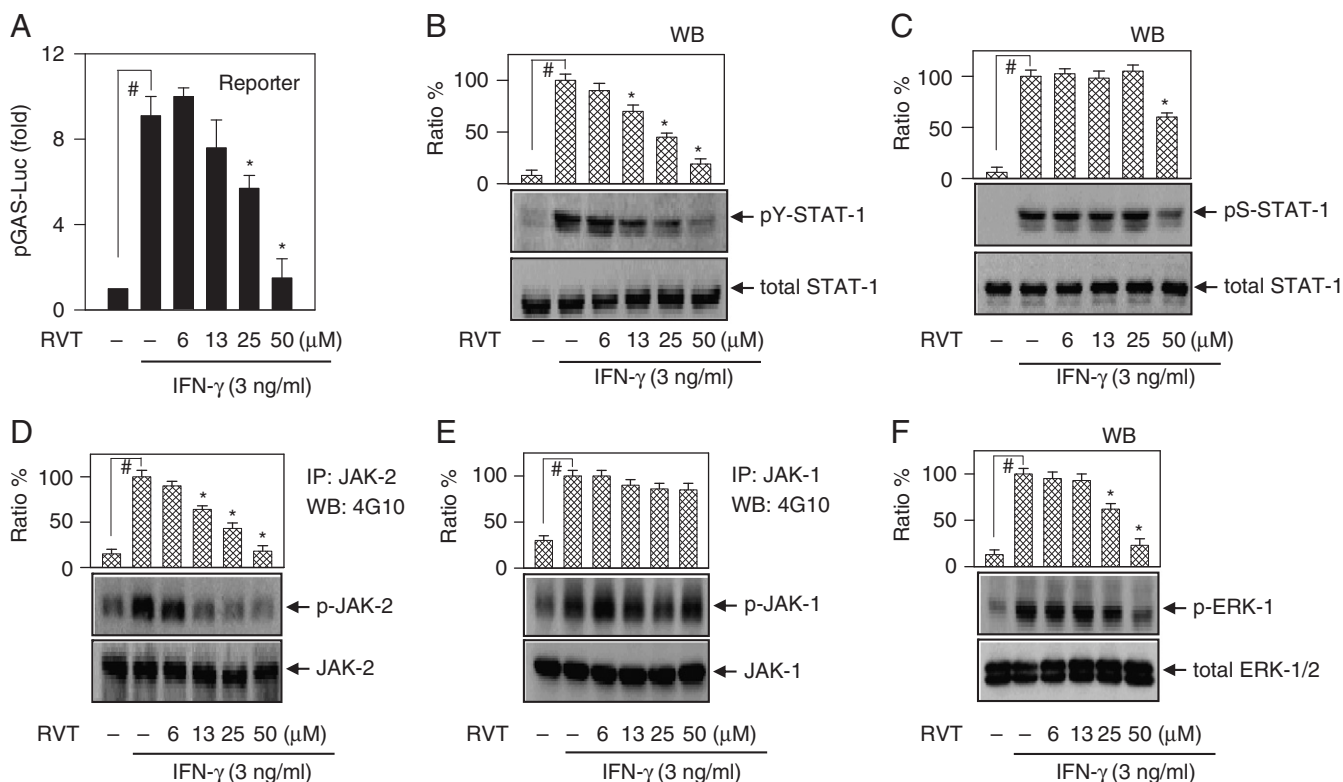 A
12
8
4
0
pGAS-Luc (fold)
#
Reporter
*
*
RVT – – 6 13 25 50 (μM)
IFN-γ (3 ng/ml)
B
WB
100
50
0
Ratio %
#
*
*
*
pY-STAT-1
total STAT-1
– – 6 13 25 50
IFN-γ (3 ng/ml)
C
WB
100
50
0
Ratio %
#
*
pS-STAT-1
total STAT-1
– – 6 13 25 50 (μM)
IFN-γ (3 ng/ml)
D
100
50
0
Ratio %
#
*
*
*
IP: JAK-2
WB: 4G10
p-JAK-2
JAK-2
RVT – – 6 13 25 50 (μM)
IFN-γ (3 ng/ml)
E
100
50
0
Ratio %
#
IP: JAK-1
WB: 4G10
p-JAK-1
JAK-1
– – 6 13 25 50
IFN-γ (3 ng/ml)
F
WB
100
50
0
Ratio %
#
*
*
p-ERK-1
total ERK-1/2
RVT – – 6 13 25 50 (μM)
IFN-γ (3 ng/ml)